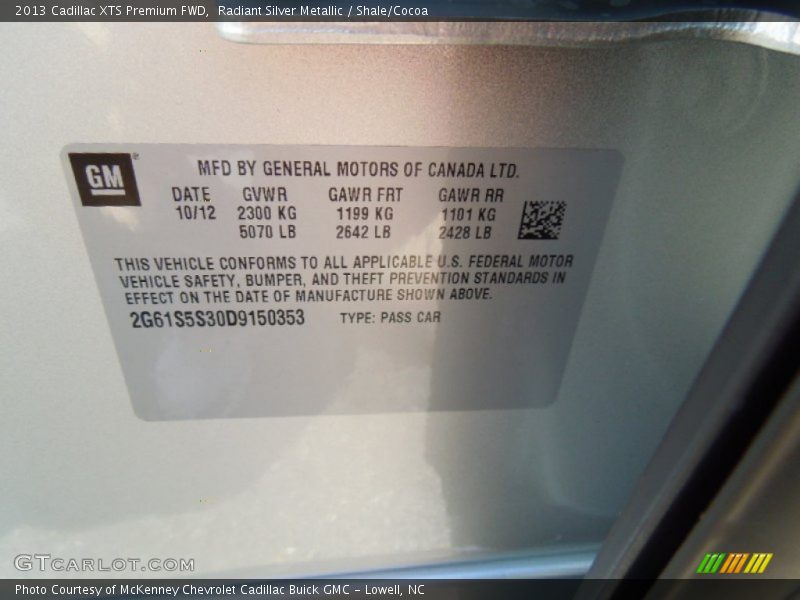 2013 Cadillac XTS Premium FWD, Radiant Silver Metallic / Shale/Cocoa
GM
MFD BY GENERAL MOTORS OF CANADA LTD.
DATE GVWR GAWR FRT GAWR RR
10/12 2300 KG 1199 KG 1101 KG
5070 LB 2642 LB 2428 LB
THIS VEHICLE CONFORMS TO ALL APPLICABLE U.S. FEDERAL MOTOR
VEHICLE SAFETY, BUMPER, AND THEFT PREVENTION STANDARDS IN
EFFECT ON THE DATE OF MANUFACTURE SHOWN ABOVE.
2G61S5S30D9150353 TYPE: PASS CAR
GTCARLOT.COM
Photo Courtesy of McKenney Chevrolet Cadillac Buick GMC - Lowell, NC